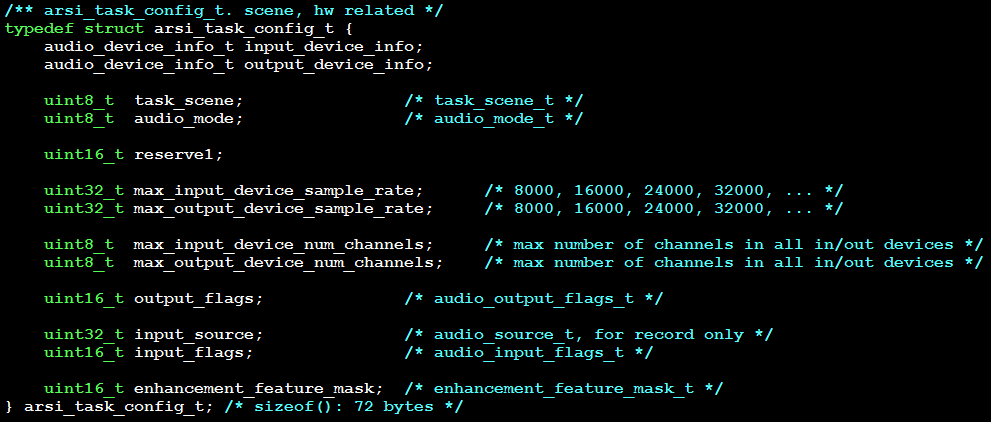 /** arsi_task_config_t. scene, hw related */
typedef struct arsi_task_config_t {
    audio_device_info_t input_device_info;
    audio_device_info_t output_device_info;

    uint8_t  task_scene;                /* task_scene_t */
    uint8_t  audio_mode;                /* audio_mode_t */

    uint16_t reserve1;

    uint32_t max_input_device_sample_rate;      /* 8000, 16000, 24000, 32000, ... */
    uint32_t max_output_device_sample_rate;     /* 8000, 16000, 24000, 32000, ... */

    uint8_t  max_input_device_num_channels;     /* max number of channels in all in/out devices */
    uint8_t  max_output_device_num_channels;    /* max number of channels in all in/out devices */

    uint16_t output_flags;              /* audio_output_flags_t */

    uint32_t input_source;              /* audio_source_t, for record only */
    uint16_t input_flags;               /* audio_input_flags_t */

    uint16_t enhancement_feature_mask;  /* enhancement_feature_mask_t */
} arsi_task_config_t; /* sizeof(): 72 bytes */